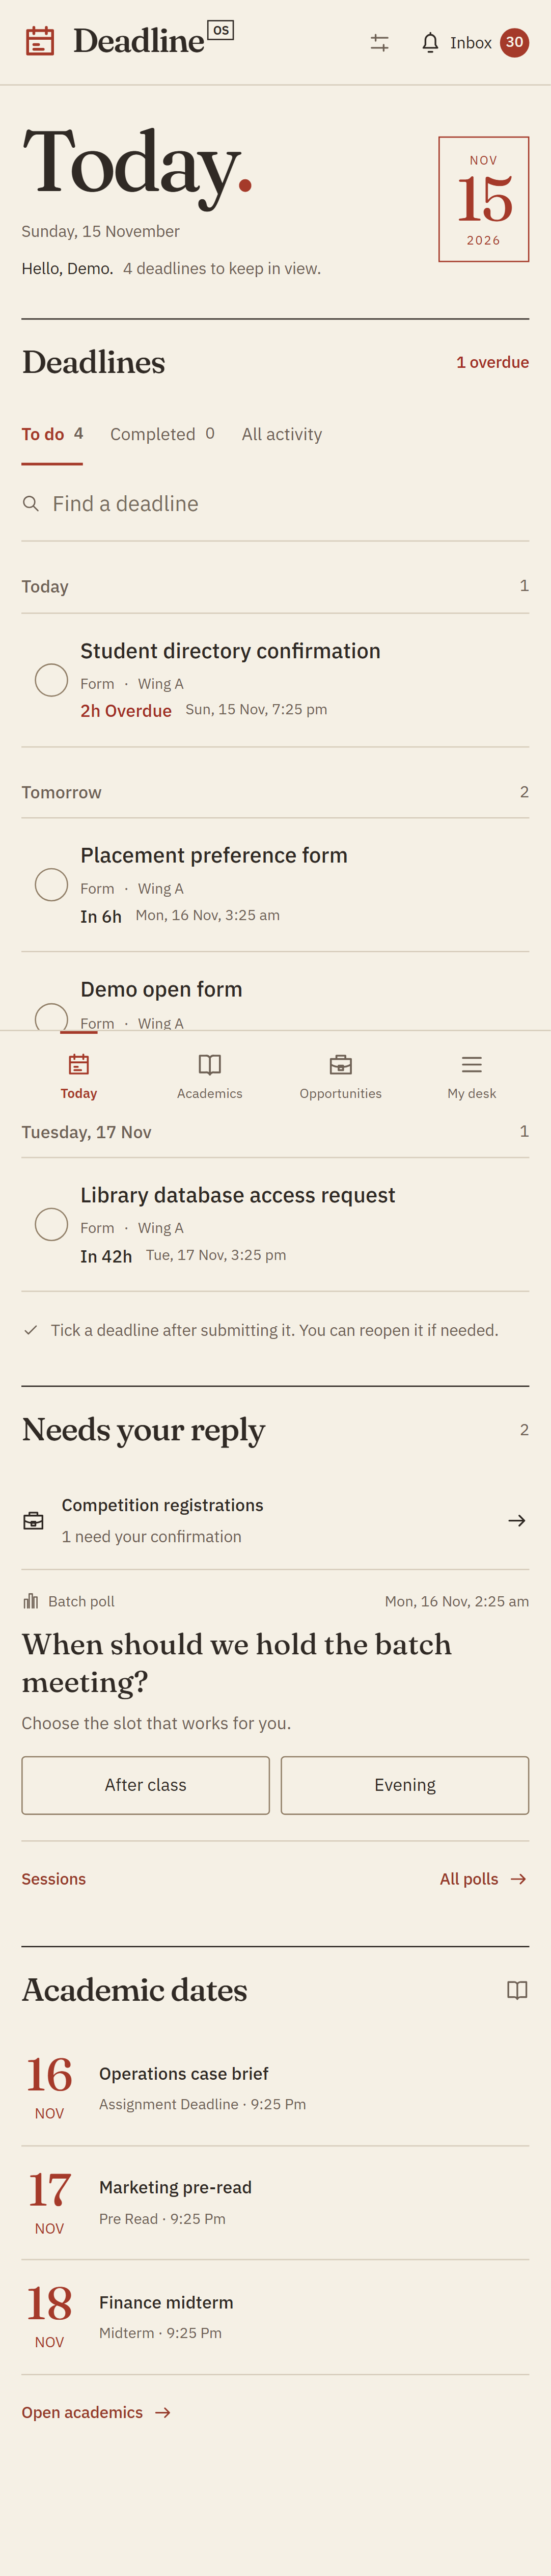 Deadline OS
Inbox 30
Today.
NOV
15
2026
Sunday, 15 November
Hello, Demo. 4 deadlines to keep in view.
Deadlines
1 overdue
To do 4 Completed 0 All activity
Find a deadline
Today 1
Student directory confirmation
Form · Wing A
2h Overdue Sun, 15 Nov, 7:25 pm
Tomorrow 2
Placement preference form
Form · Wing A
In 6h Mon, 16 Nov, 3:25 am
Demo open form
Form · Wing A
Today Academics Opportunities My desk
Tuesday, 17 Nov 1
Library database access request
Form · Wing A
In 42h Tue, 17 Nov, 3:25 pm
Tick a deadline after submitting it. You can reopen it if needed.
Needs your reply 2
Competition registrations
1 need your confirmation
Batch poll Mon, 16 Nov, 2:25 am
When should we hold the batch
meeting?
Choose the slot that works for you.
After class Evening
Sessions All polls
Academic dates
16
NOV
Operations case brief
Assignment Deadline · 9:25 Pm
17
NOV
Marketing pre-read
Pre Read · 9:25 Pm
18
NOV
Finance midterm
Midterm · 9:25 Pm
Open academics